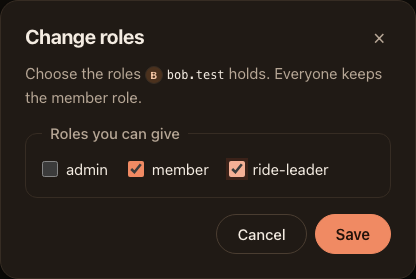 Change roles
Choose the roles B bob.test holds. Everyone keeps
the member role.
Roles you can give
admin member ride-leader
Cancel Save